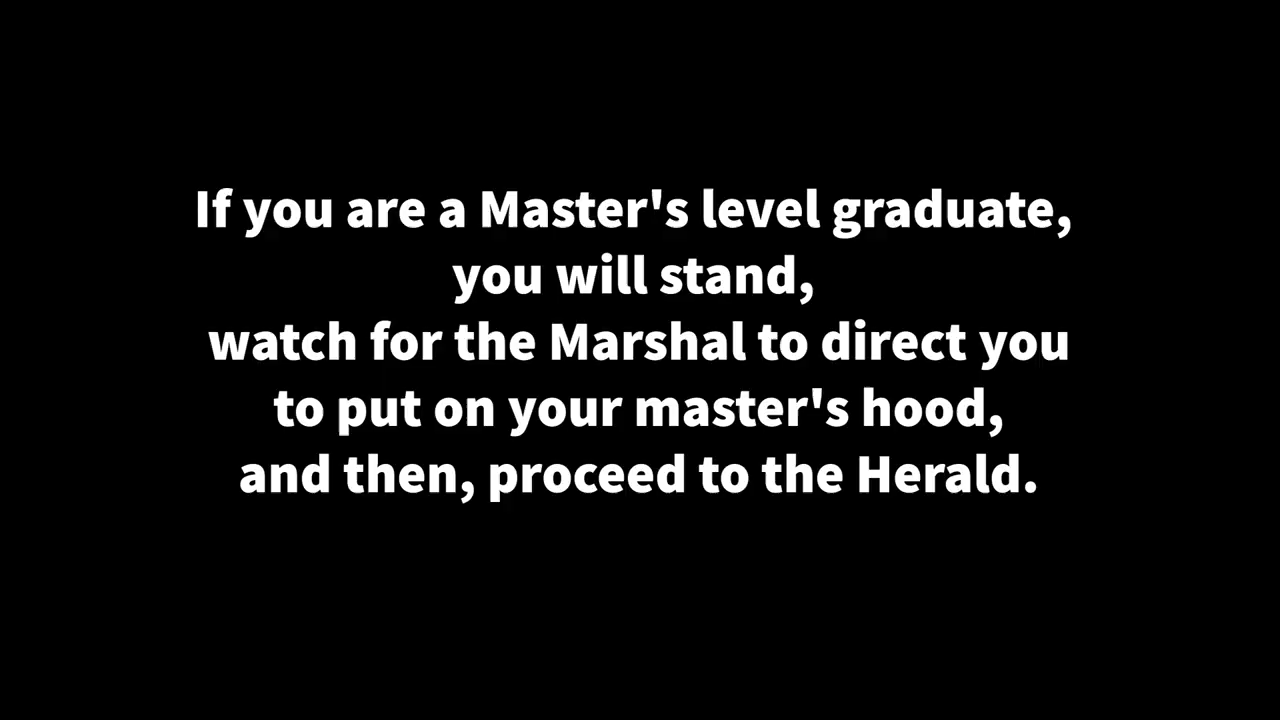 If you are a Master's level graduate,
you will stand,
watch for the Marshal to direct you
to put on your master's hood,
and then, proceed to the Herald.